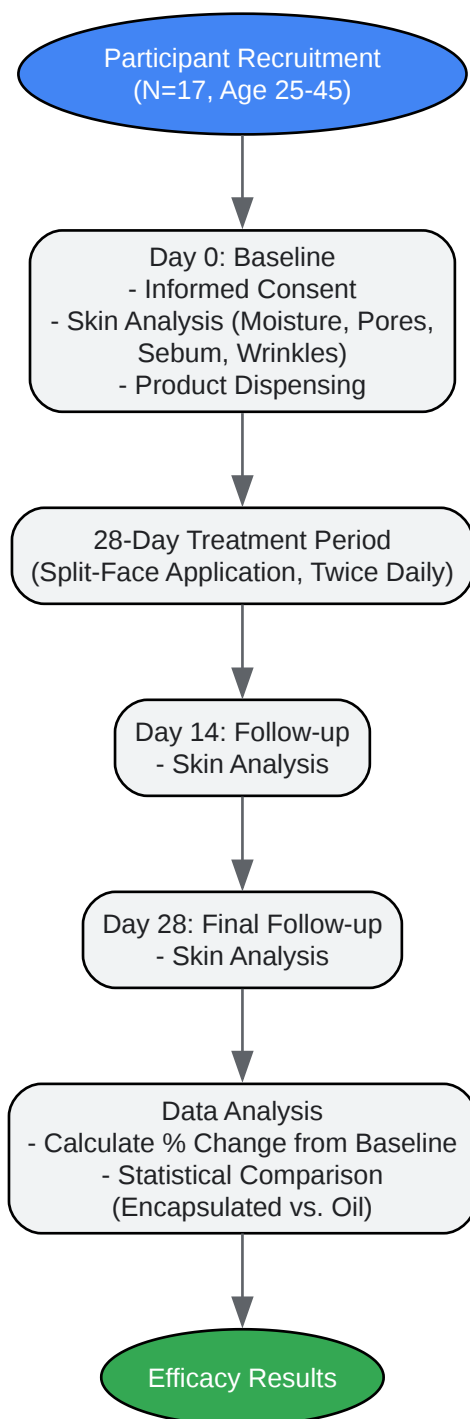 Participant Recruitment
(N=17, Age 25-45)
Day 0: Baseline
- Informed Consent
- Skin Analysis (Moisture, Pores,
Sebum, Wrinkles)
- Product Dispensing
28-Day Treatment Period
(Split-Face Application, Twice Daily)
Day 14: Follow-up
- Skin Analysis
Day 28: Final Follow-up
- Skin Analysis
Data Analysis
- Calculate % Change from Baseline
- Statistical Comparison
(Encapsulated vs. Oil)
Efficacy Results